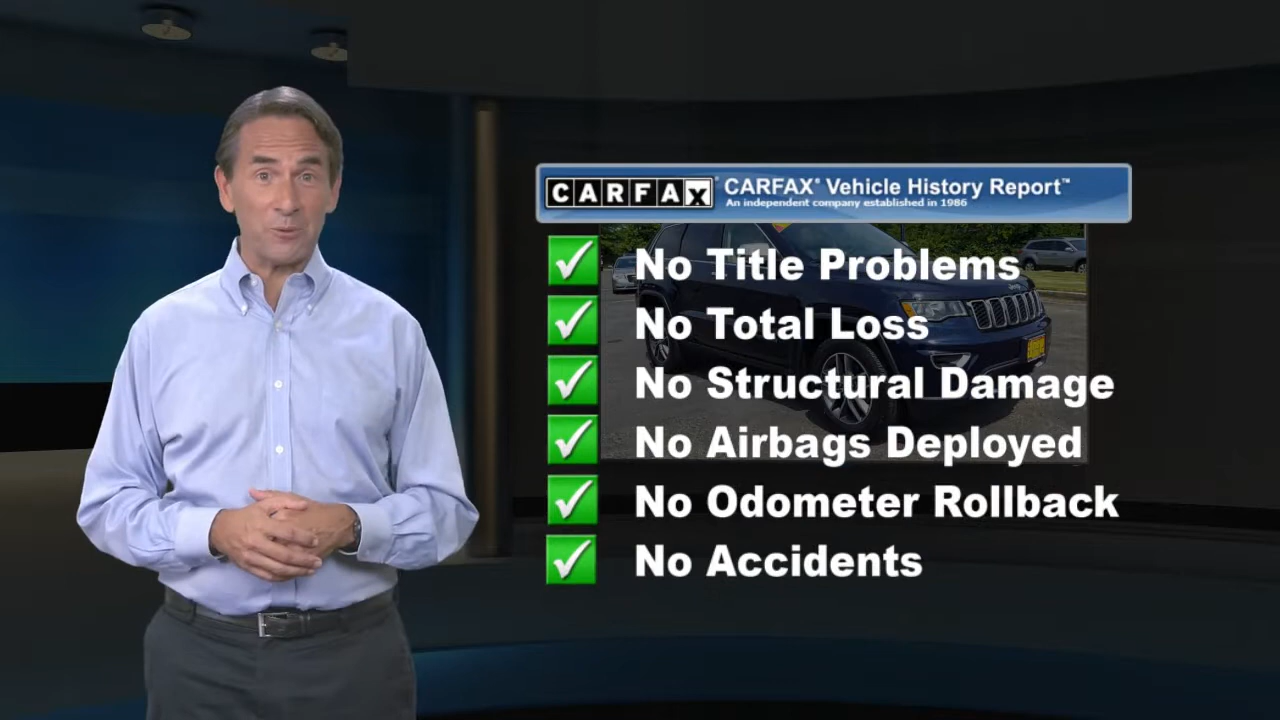 CARFAX
CARFAX® Vehicle History Report™
An independent company established in 1986
No Title Problems
No Total Loss
No Structural Damage
No Airbags Deployed
No Odometer Rollback
No Accidents
Jeep